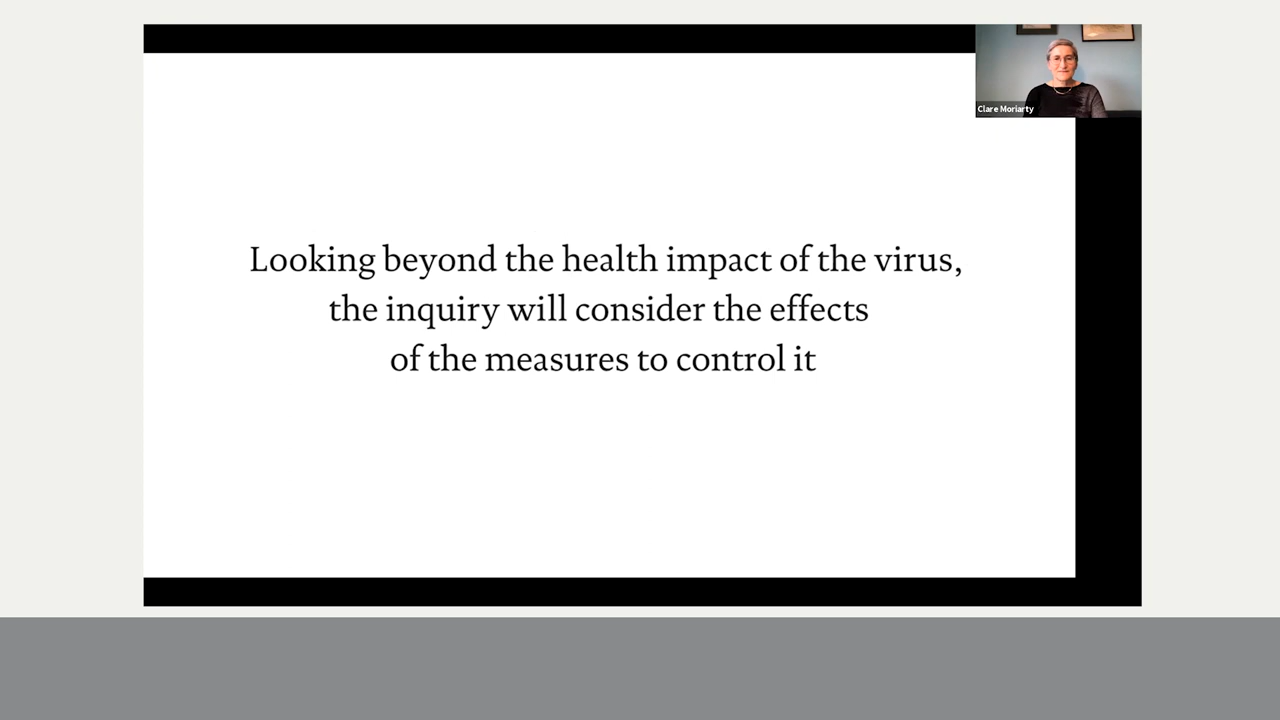 Clare Moriarty
Looking beyond the health impact of the virus,
the inquiry will consider the effects
of the measures to control it